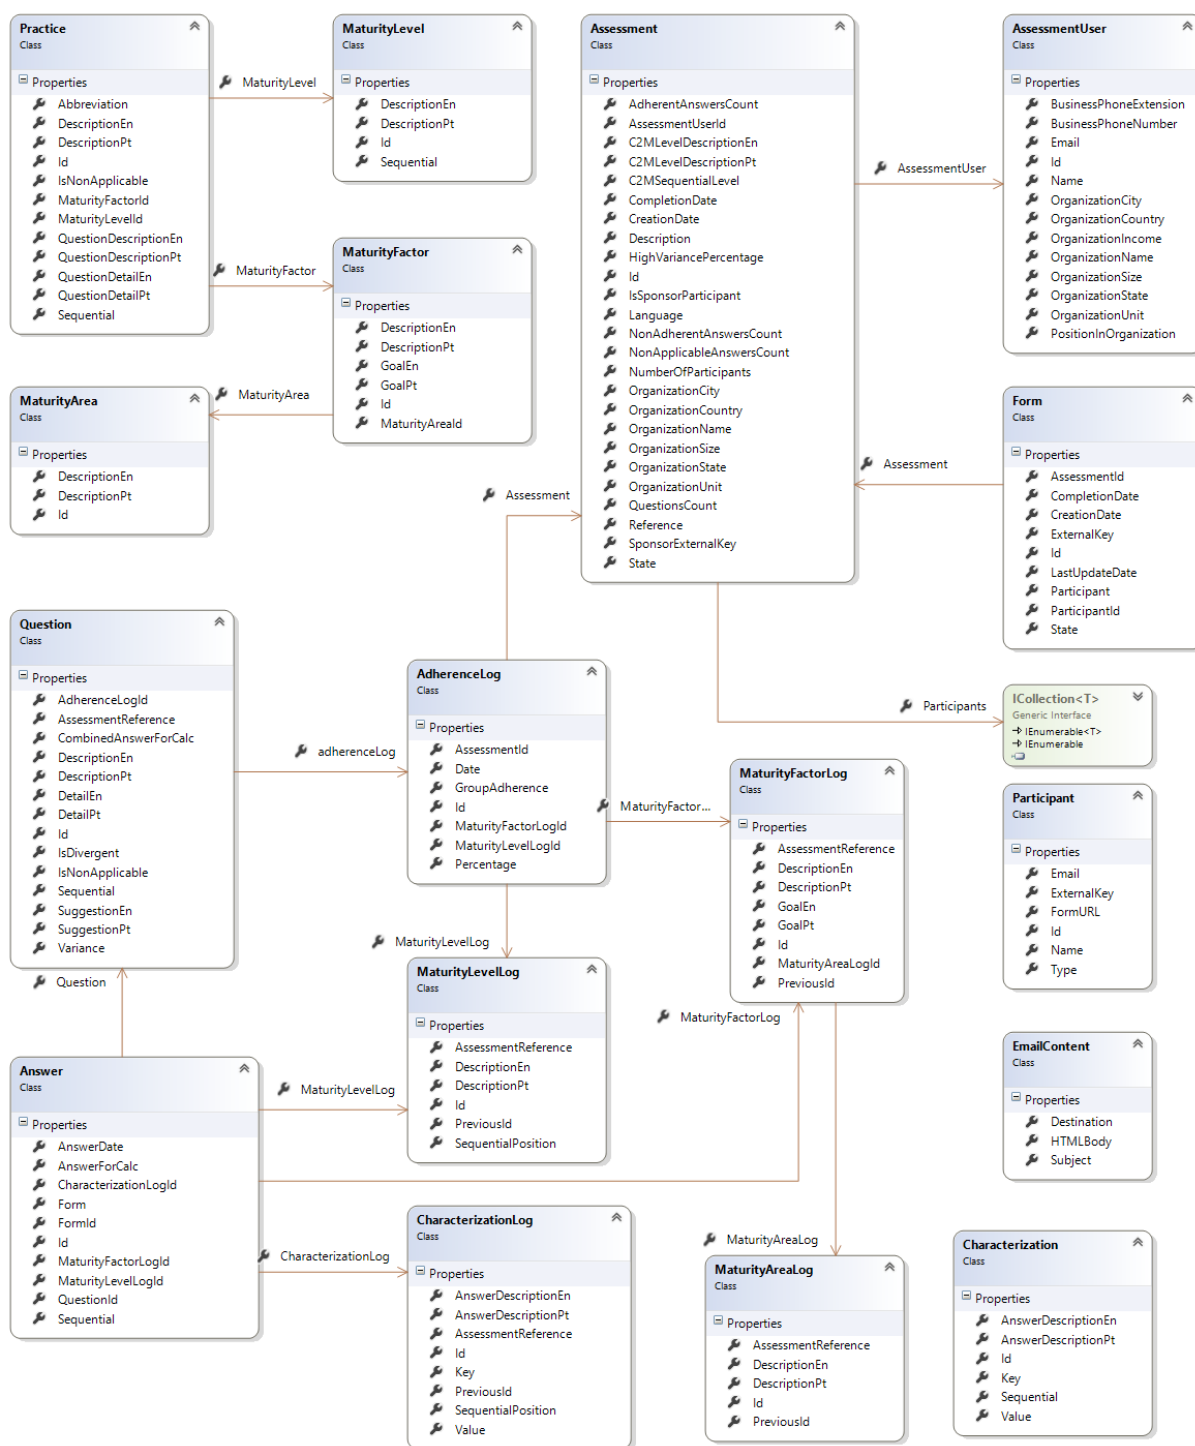 Practice
Class
Properties
Abbreviation
DescriptionEn
DescriptionPt
Id
IsNonApplicable
MaturityFactorId
MaturityLevelId
QuestionDescriptionEn
QuestionDescriptionPt
QuestionDetailEn
QuestionDetailPt
Sequential
MaturityLevel
MaturityLevel
Class
Properties
DescriptionEn
DescriptionPt
Id
Sequential
MaturityFactor
MaturityFactor
Class
Properties
DescriptionEn
DescriptionPt
GoalEn
GoalPt
Id
MaturityAreaId
MaturityArea
MaturityArea
Class
Properties
DescriptionEn
DescriptionPt
Id
Assessment
Class
Properties
AdherentAnswersCount
AssessmentUserId
C2MLevelDescriptionEn
C2MLevelDescriptionPt
C2MSequentialLevel
CompletionDate
CreationDate
Description
HighVariancePercentage
Id
IsSponsorParticipant
Language
NonAdherentAnswersCount
NonApplicableAnswersCount
NumberOfParticipants
OrganizationCity
OrganizationCountry
OrganizationName
OrganizationSize
OrganizationState
OrganizationUnit
QuestionsCount
Reference
SponsorExternalKey
State
AssessmentUser
AssessmentUser
Class
Properties
BusinessPhoneExtension
BusinessPhoneNumber
Email
Id
Name
OrganizationCity
OrganizationCountry
OrganizationIncome
OrganizationName
OrganizationSize
OrganizationState
OrganizationUnit
PositionInOrganization
Assessment
Form
Class
Properties
AssessmentId
CompletionDate
CreationDate
ExternalKey
Id
LastUpdateDate
Participant
ParticipantId
State
Assessment
Question
Class
Properties
AdherenceLogId
AssessmentReference
CombinedAnswerForCalc
DescriptionEn
DescriptionPt
DetailEn
DetailPt
Id
IsDivergent
IsNonApplicable
Sequential
SuggestionEn
SuggestionPt
Variance
adherenceLog
AdherenceLog
Class
Properties
AssessmentId
Date
GroupAdherence
Id
MaturityFactorLogId
MaturityLevelLogId
Percentage
Participants
ICollection<T>
Generic Interface
IEnumerable<T>
IEnumerable
MaturityFactor...
MaturityFactorLog
Class
Properties
AssessmentReference
DescriptionEn
DescriptionPt
GoalEn
GoalPt
Id
MaturityAreaLogId
PreviousId
Participant
Class
Properties
Email
ExternalKey
FormURL
Id
Name
Type
MaturityLevelLog
MaturityLevelLog
Class
Properties
AssessmentReference
DescriptionEn
DescriptionPt
Id
PreviousId
SequentialPosition
Question
MaturityFactorLog
Answer
Class
Properties
AnswerDate
AnswerForCalc
CharacterizationLogId
Form
FormId
Id
MaturityFactorLogId
MaturityLevelLogId
QuestionId
Sequential
MaturityLevelLog
EmailContent
Class
Properties
Destination
HTMLBody
Subject
CharacterizationLog
CharacterizationLog
Class
Properties
AnswerDescriptionEn
AnswerDescriptionPt
AssessmentReference
Id
Key
PreviousId
SequentialPosition
Value
MaturityAreaLog
MaturityAreaLog
Class
Properties
AssessmentReference
DescriptionEn
DescriptionPt
Id
PreviousId
Characterization
Class
Properties
AnswerDescriptionEn
AnswerDescriptionPt
Id
Key
Sequential
Value